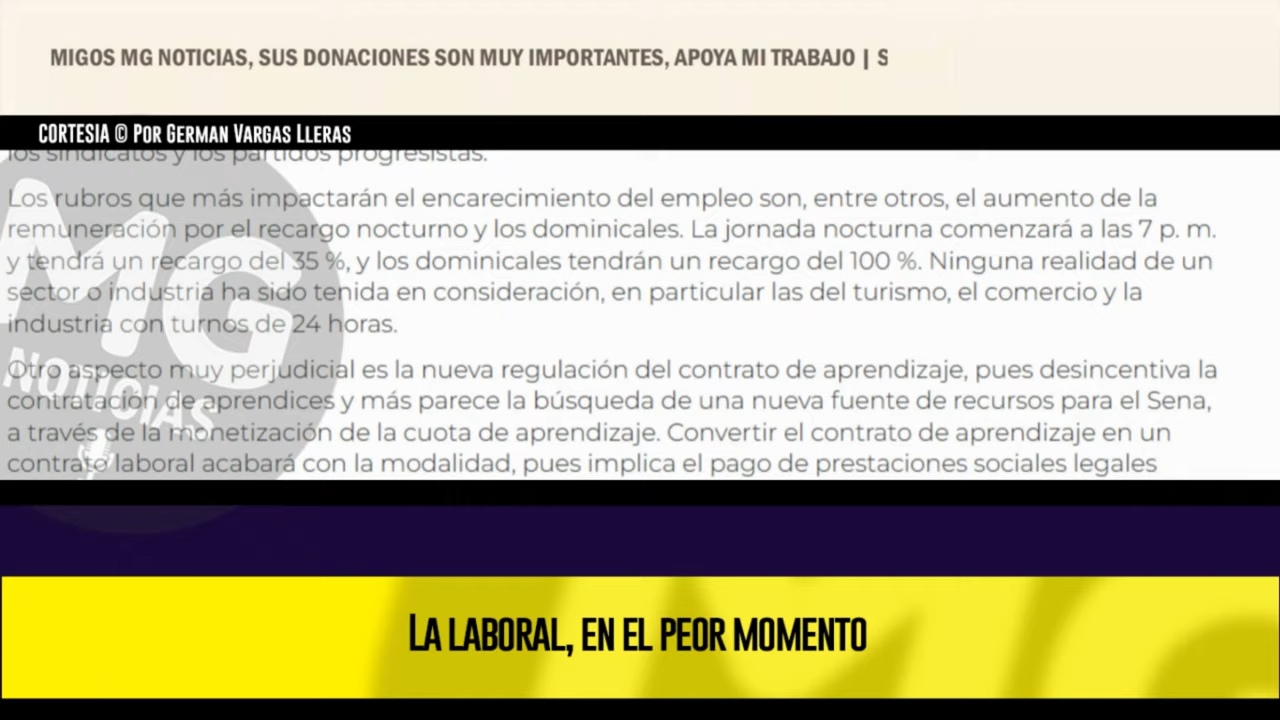 MIGOS MG NOTICIAS, SUS DONACIONES SON MUY IMPORTANTES, APOYA MI TRABAJO | S
CORTESIA © POR GERMAN VARGAS LLERAS
los sindicatos y los partidos progresistas.
Los rubros que más impactarán el encarecimiento del empleo son, entre otros, el aumento de la
remuneración por el recargo nocturno y los dominicales. La jornada nocturna comenzará a las 7 p. m.
y tendrá un recargo del 35 %, y los dominicales tendrán un recargo del 100 %. Ninguna realidad de un
sector o industria ha sido tenida en consideración, en particular las del turismo, el comercio y la
industria con turnos de 24 horas.
Otro aspecto muy perjudicial es la nueva regulación del contrato de aprendizaje, pues desincentiva la
contratación de aprendices y más parece la búsqueda de una nueva fuente de recursos para el Sena,
a través de la monetización de la cuota de aprendizaje. Convertir el contrato de aprendizaje en un
contrato laboral acabará con la modalidad, pues implica el pago de prestaciones sociales legales
MG
NOTICIAS
LA LABORAL, EN EL PEOR MOMENTO